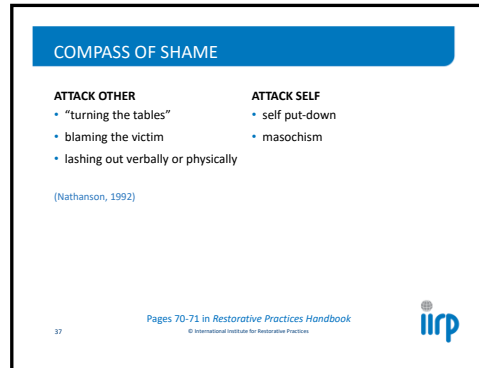 COMPASS OF SHAME
ATTACK OTHER
• “turning the tables”
• blaming the victim
• lashing out verbally or physically
ATTACK SELF
• self put-down
• masochism
(Nathanson, 1992)
Pages 70-71 in Restorative Practices Handbook
37
© International Institute for Restorative Practices
iirp